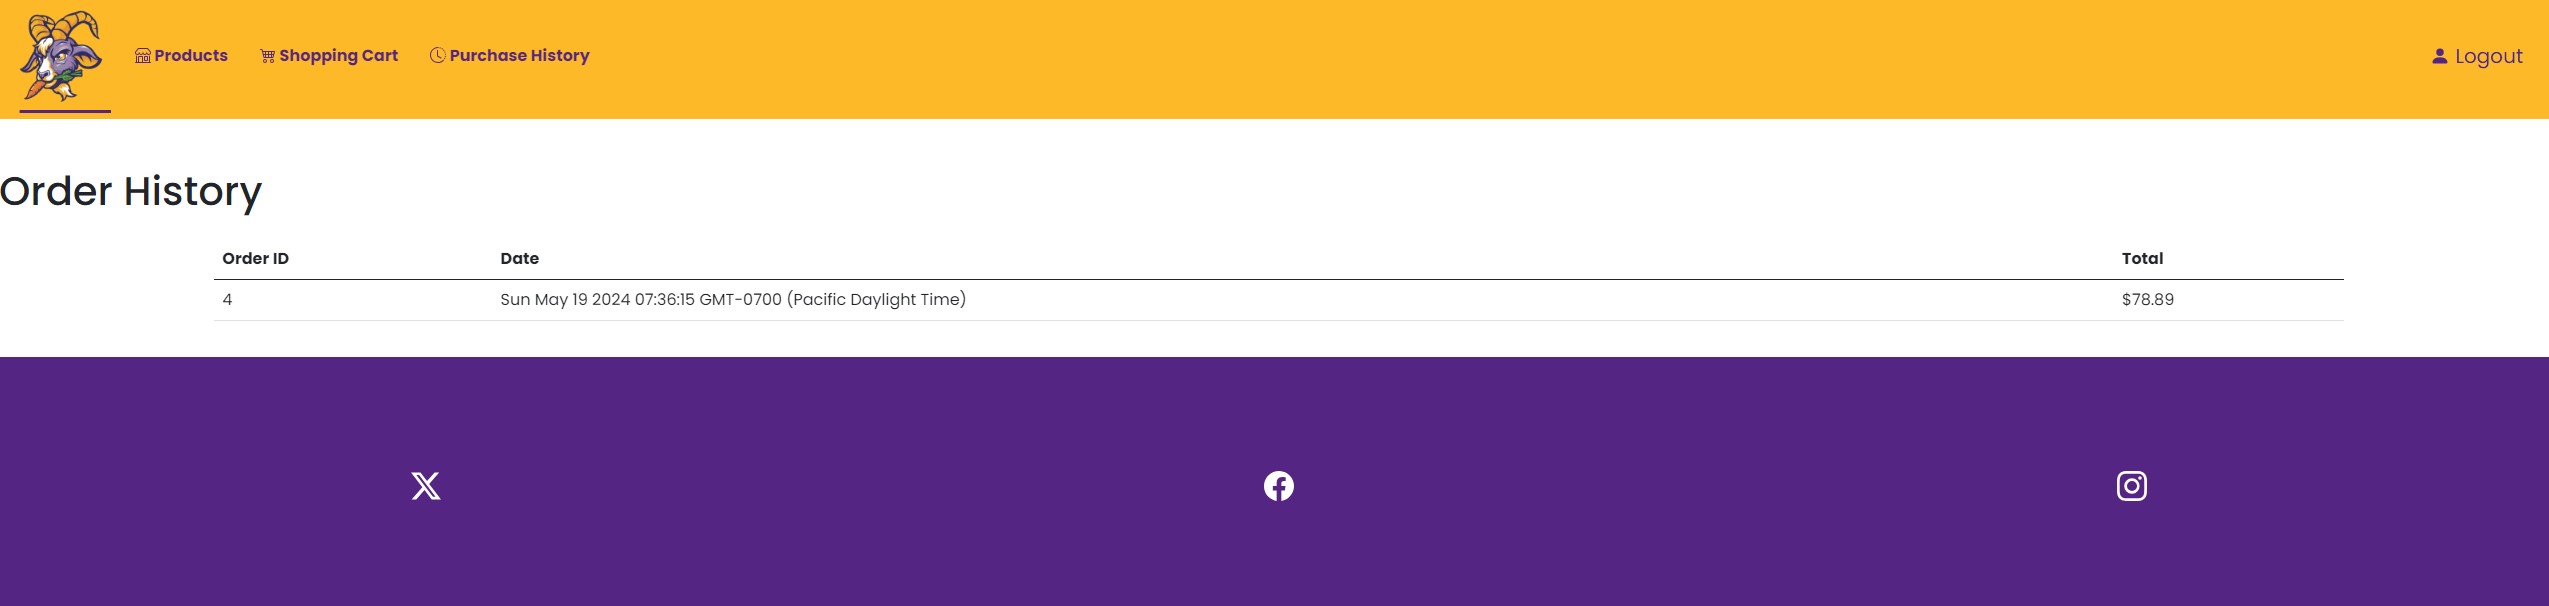 Products Shopping Cart Purchase History Logout
Order History
Order ID Date Total
4 Sun May 19 2024 07:36:15 GMT-0700 (Pacific Daylight Time) $78.89